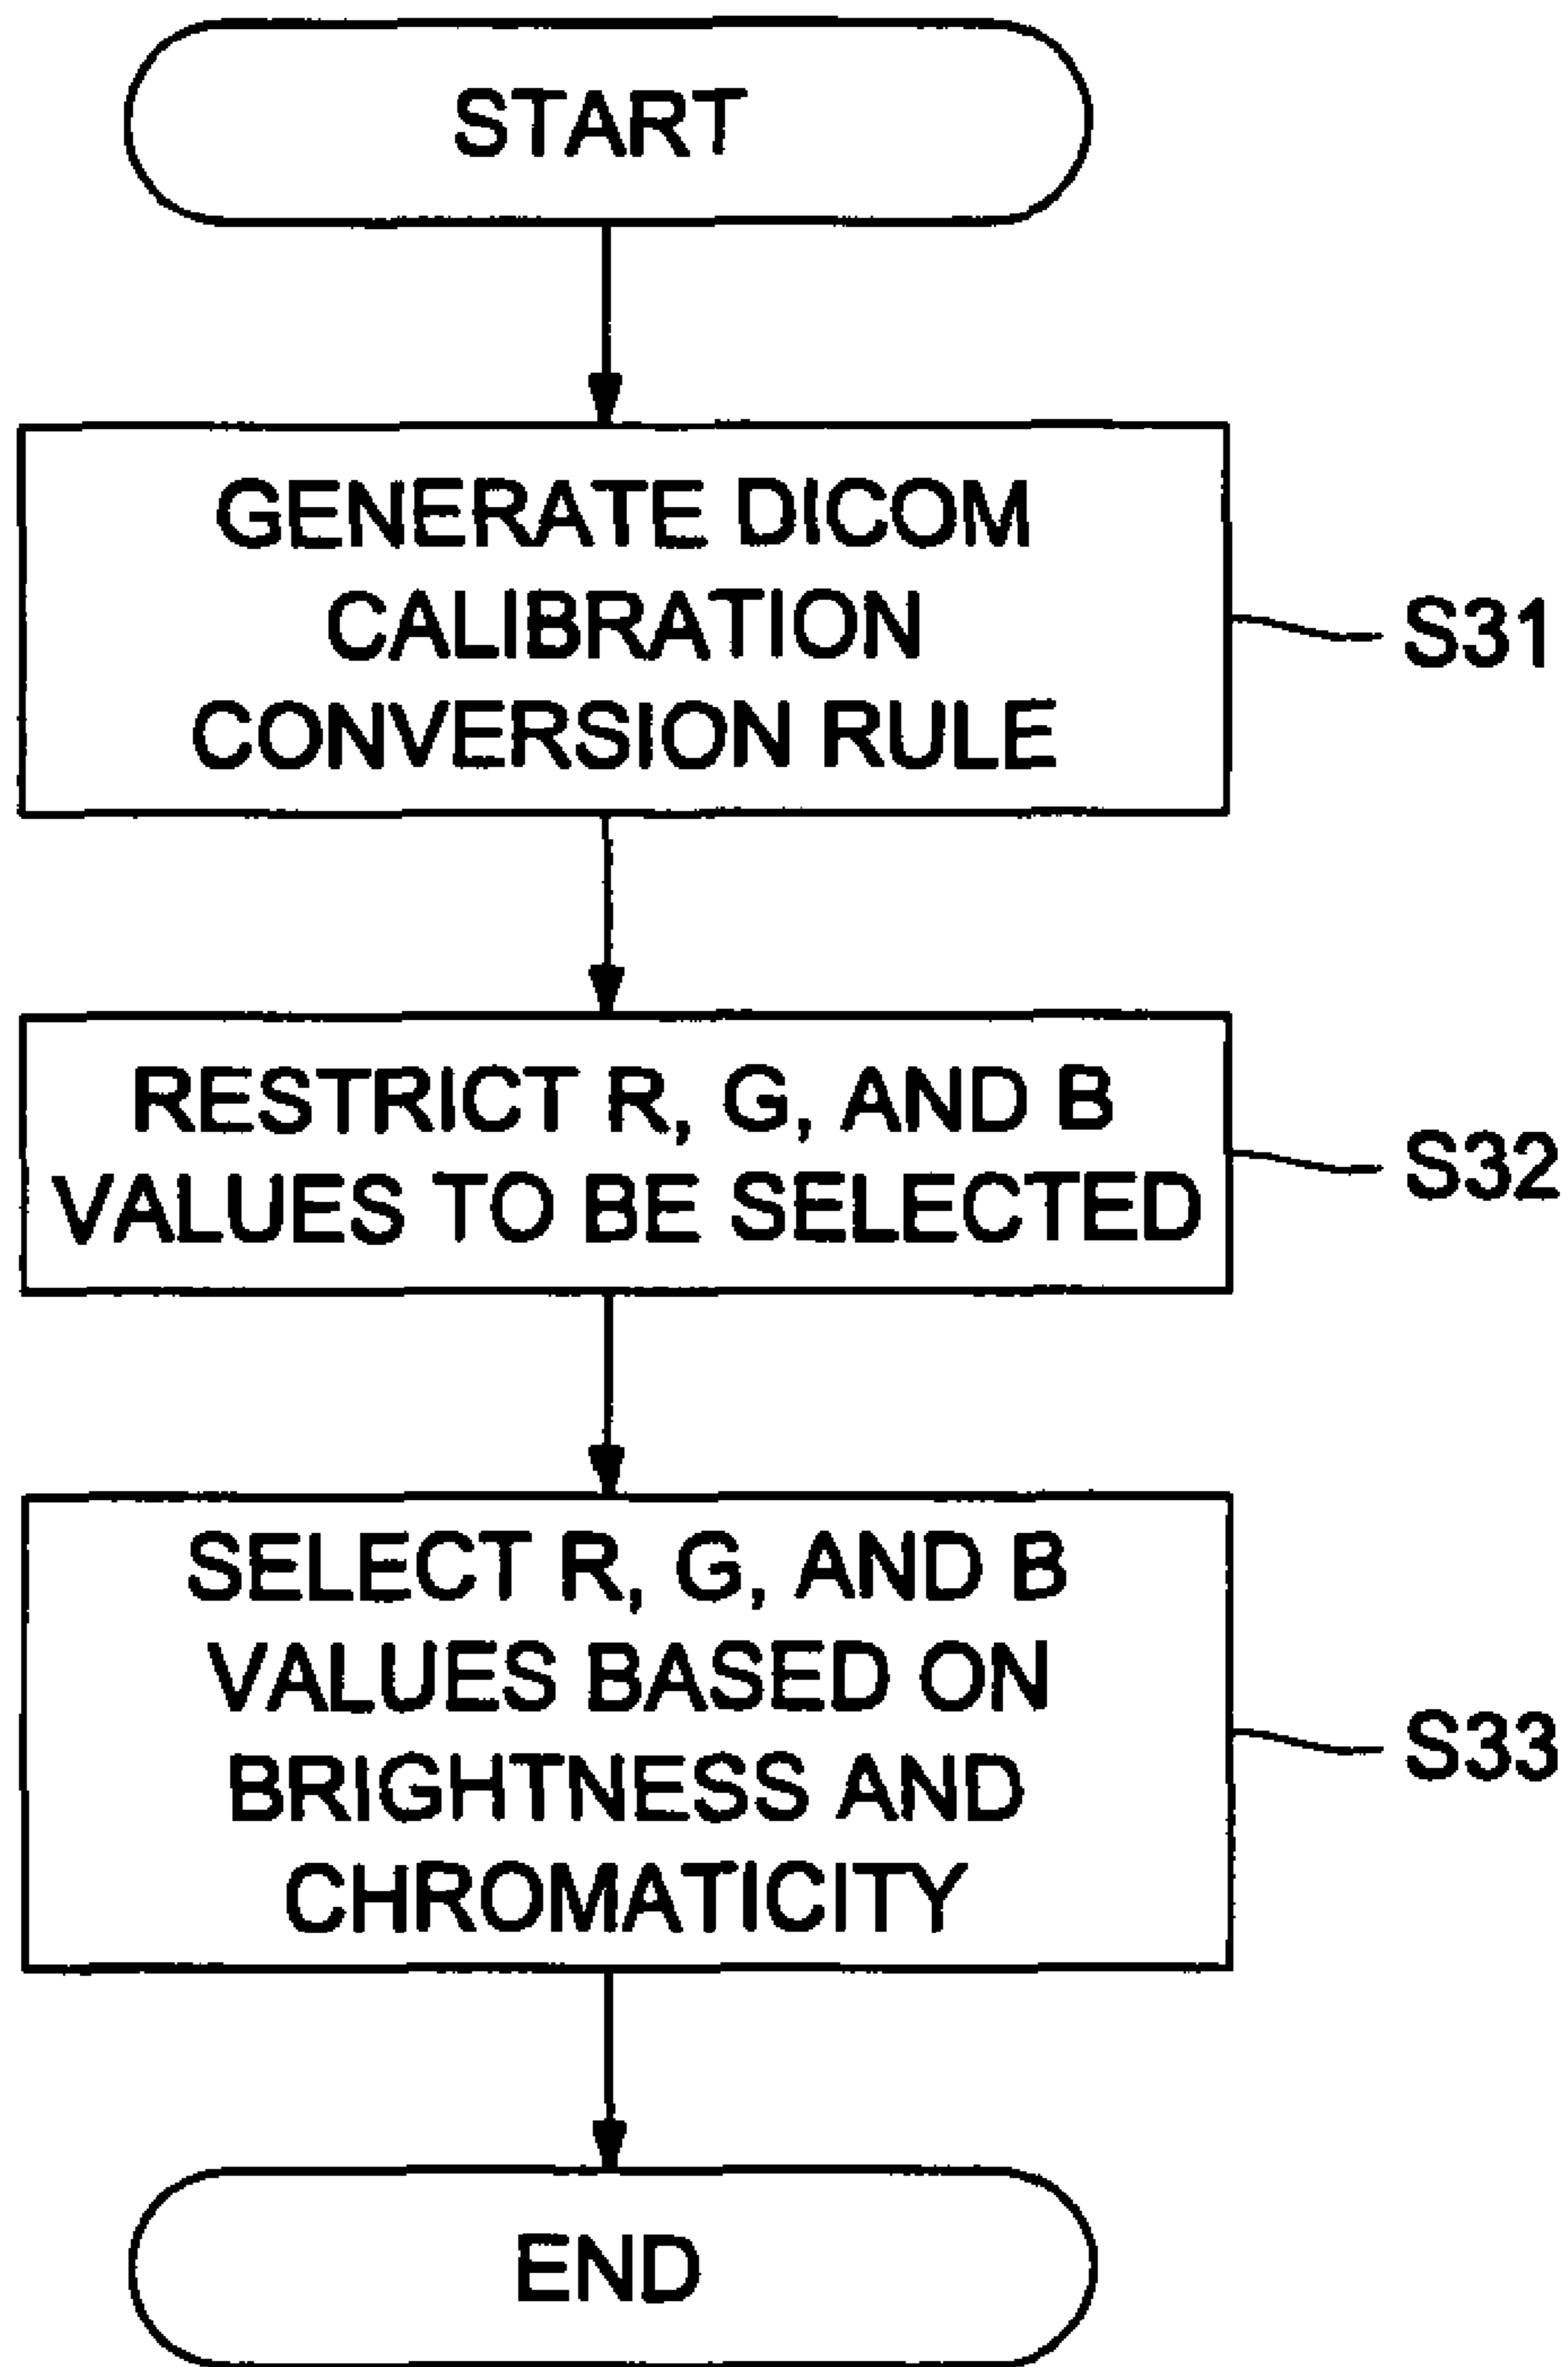 START
GENERATE DICOM
CALIBRATION
CONVERSION RULE
S31
RESTRICT R, G, AND B
VALUES TO BE SELECTED
S32
SELECT R, G, AND B
VALUES BASED ON
BRIGHTNESS AND
CHROMATICITY
S33
END